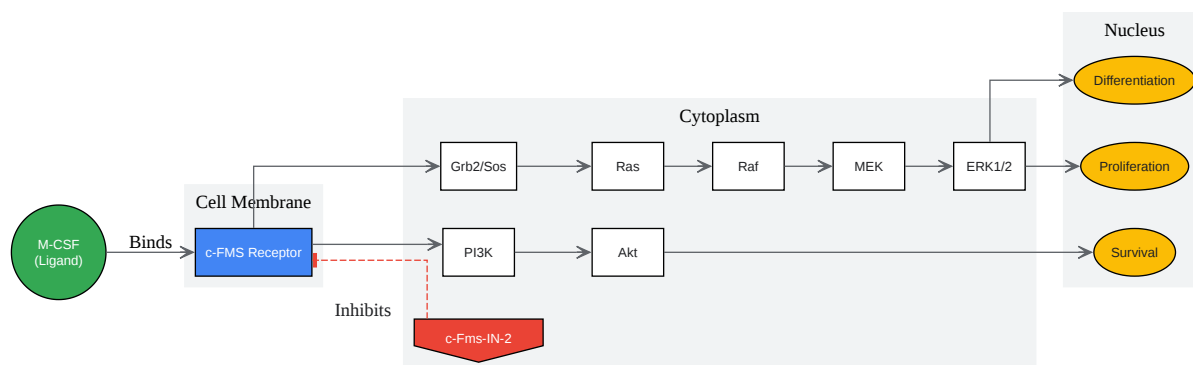 Nucleus
Differentiation
Cytoplasm
Grb2/Sos
Ras
Raf
MEK
ERK1/2
Proliferation
Cell Membrane
M-CSF
(Ligand)
Binds
c-FMS Receptor
PI3K
Akt
Survival
Inhibits
c-Fms-IN-2